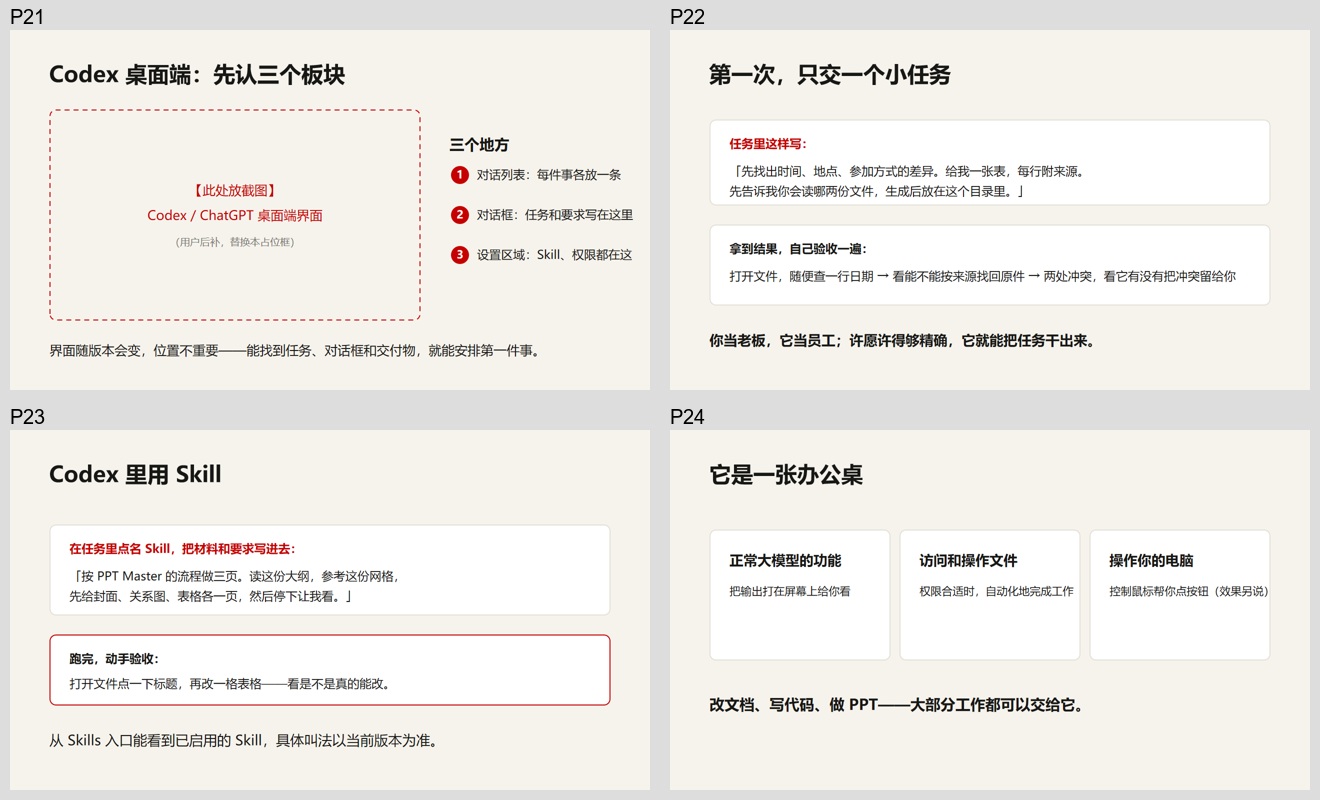 P21
Codex 桌面端：先认三个板块
【此处放截图】
Codex / ChatGPT 桌面端界面
（用户后补，替换本占位框）
三个地方
1 对话列表：每件事各放一条
2 对话框：任务和要求写在这里
3 设置区域：Skill、权限都在这
界面随版本会变，位置不重要——能找到任务、对话框和交付物，就能安排第一件事。
P22
第一次，只交一个小任务
任务里这样写：
「先找出时间、地点、参加方式的差异。给我一张表，每行附来源。
先告诉我你会读哪两份文件，生成后放在这个目录里。」
拿到结果，自己验收一遍：
打开文件，随便查一行日期 → 看能不能按来源找回原件 → 两处冲突，看它有没有把冲突留给你
你当老板，它当员工；许愿许得够精确，它就能把任务干出来。
P23
Codex 里用 Skill
在任务里点名 Skill，把材料和要求写进去：
「按 PPT Master 的流程做三页。读这份大纲，参考这份网格，
先给封面、关系图、表格各一页，然后停下让我看。」
跑完，动手验收：
打开文件点一下标题，再改一格表格——看是不是真的能改。
从 Skills 入口能看到已启用的 Skill，具体叫法以当前版本为准。
P24
它是一张办公桌
正常大模型的功能
把输出打在屏幕上给你看
访问和操作文件
权限合适时，自动化地完成工作
操作你的电脑
控制鼠标帮你点按钮（效果另说）
改文档、写代码、做 PPT——大部分工作都可以交给它。